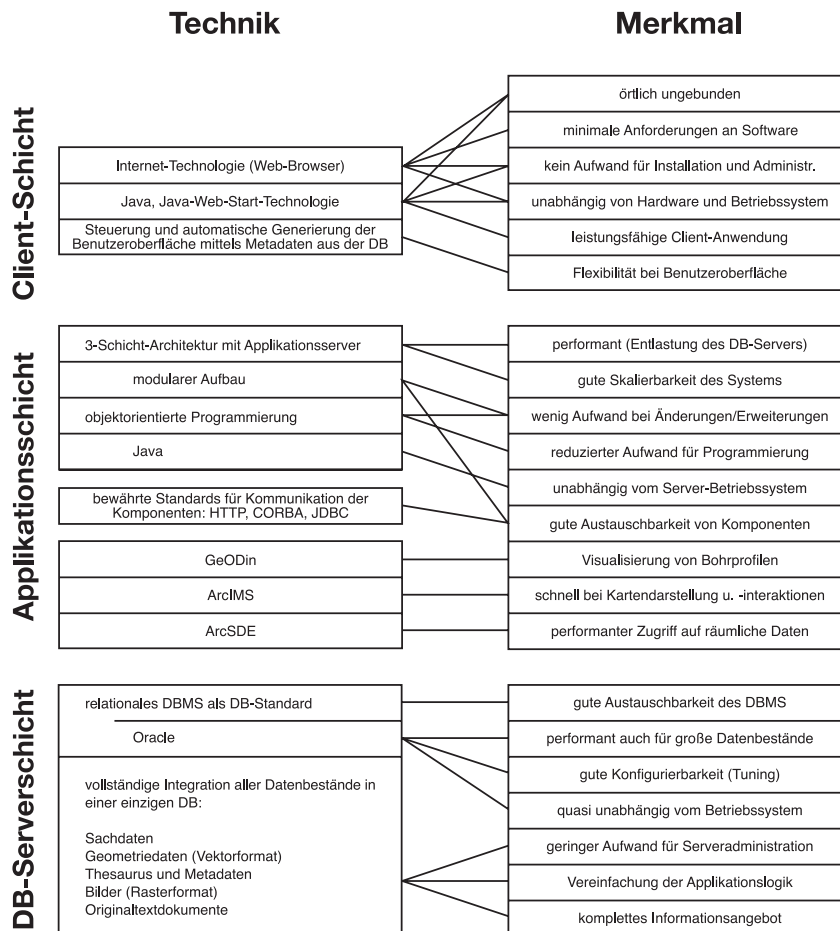 Technik
Merkmal
Client-Schicht
Internet-Technologie (Web-Browser)
Java, Java-Web-Start-Technologie
Steuerung und automatische Generierung der
Benutzeroberfläche mittels Metadaten aus der DB
örtlich ungebunden
minimale Anforderungen an Software
kein Aufwand für Installation und Administr.
unabhängig von Hardware und Betriebssystem
leistungsfähige Client-Anwendung
Flexibilität bei Benutzeroberfläche
Applikationsschicht
3-Schicht-Architektur mit Applikationsserver
modularer Aufbau
objektorientierte Programmierung
Java
bewährte Standards für Kommunikation der
Komponenten: HTTP, CORBA, JDBC
GeODin
ArcIMS
ArcSDE
performant (Entlastung des DB-Servers)
gute Skalierbarkeit des Systems
wenig Aufwand bei Änderungen/Erweiterungen
reduzierter Aufwand für Programmierung
unabhängig vom Server-Betriebssystem
gute Austauschbarkeit von Komponenten
Visualisierung von Bohrprofilen
schnell bei Kartendarstellung u. -interaktionen
performanter Zugriff auf räumliche Daten
DB-Serverschicht
relationales DBMS als DB-Standard
Oracle
vollständige Integration aller Datenbestände in
einer einzigen DB:
Sachdaten
Geometriedaten (Vektorformat)
Thesaurus und Metadaten
Bilder (Rasterformat)
Originaltextdokumente
gute Austauschbarkeit des DBMS
performant auch für große Datenbestände
gute Konfigurierbarkeit (Tuning)
quasi unabhängig vom Betriebssystem
geringer Aufwand für Serveradministration
Vereinfachung der Applikationslogik
komplettes Informationsangebot